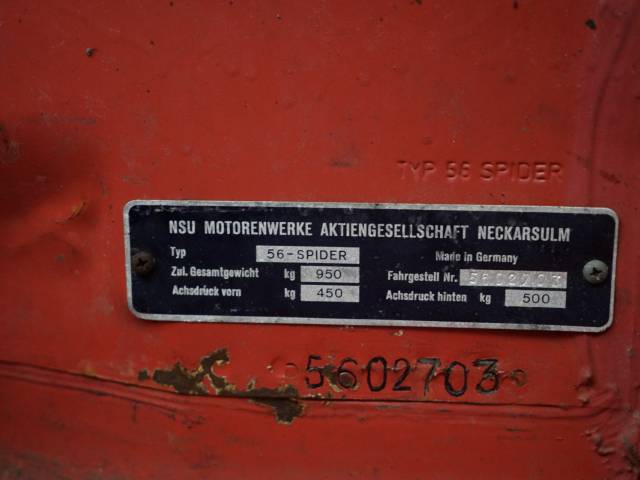 TYP 56 SPIDER
NSU MOTORENWERKE AKTIENGESELLSCHAFT NECKARSULM
Typ 56-SPIDER Made in Germany
Zul. Gesamtgewicht kg 950 Fahrgestell Nr. 5602703
Achsdruck vorn kg 450 Achsdruck hinten kg 500
5602703